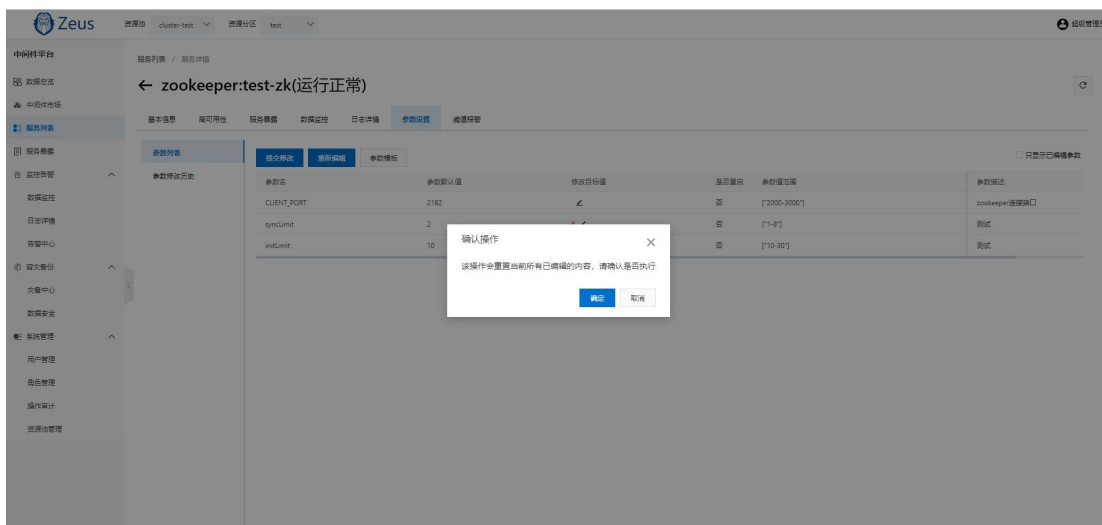 Zeus
资源池 cluster-test 资源分区 test
超级管理员
中间件平台
数据总览
中间件市场
服务列表
服务暴露
监控告警
数据监控
日志详情
告警中心
容灾备份
灾备中心
数据安全
系统管理
用户管理
角色管理
操作审计
资源池管理
服务列表 / 服务详情
← zookeeper:test-zk(运行正常)
基本信息 高可用性 服务暴露 数据监控 日志详情 参数设置 阈值报警
参数列表
参数修改历史
提交修改 重新编辑 参数模板
只显示已编辑参数
参数名 参数默认值 修改目标值 是否重启 参数值范围 参数描述
CLIENT_PORT 2182 否 ["2000-3000"] zookeeper连接端口
syncLimit 2 否 ["1-8"] 测试
initLimit 10 否 ["10-30"] 测试
确认操作
该操作会重置当前所有已编辑的内容，请确认是否执行
确定 取消